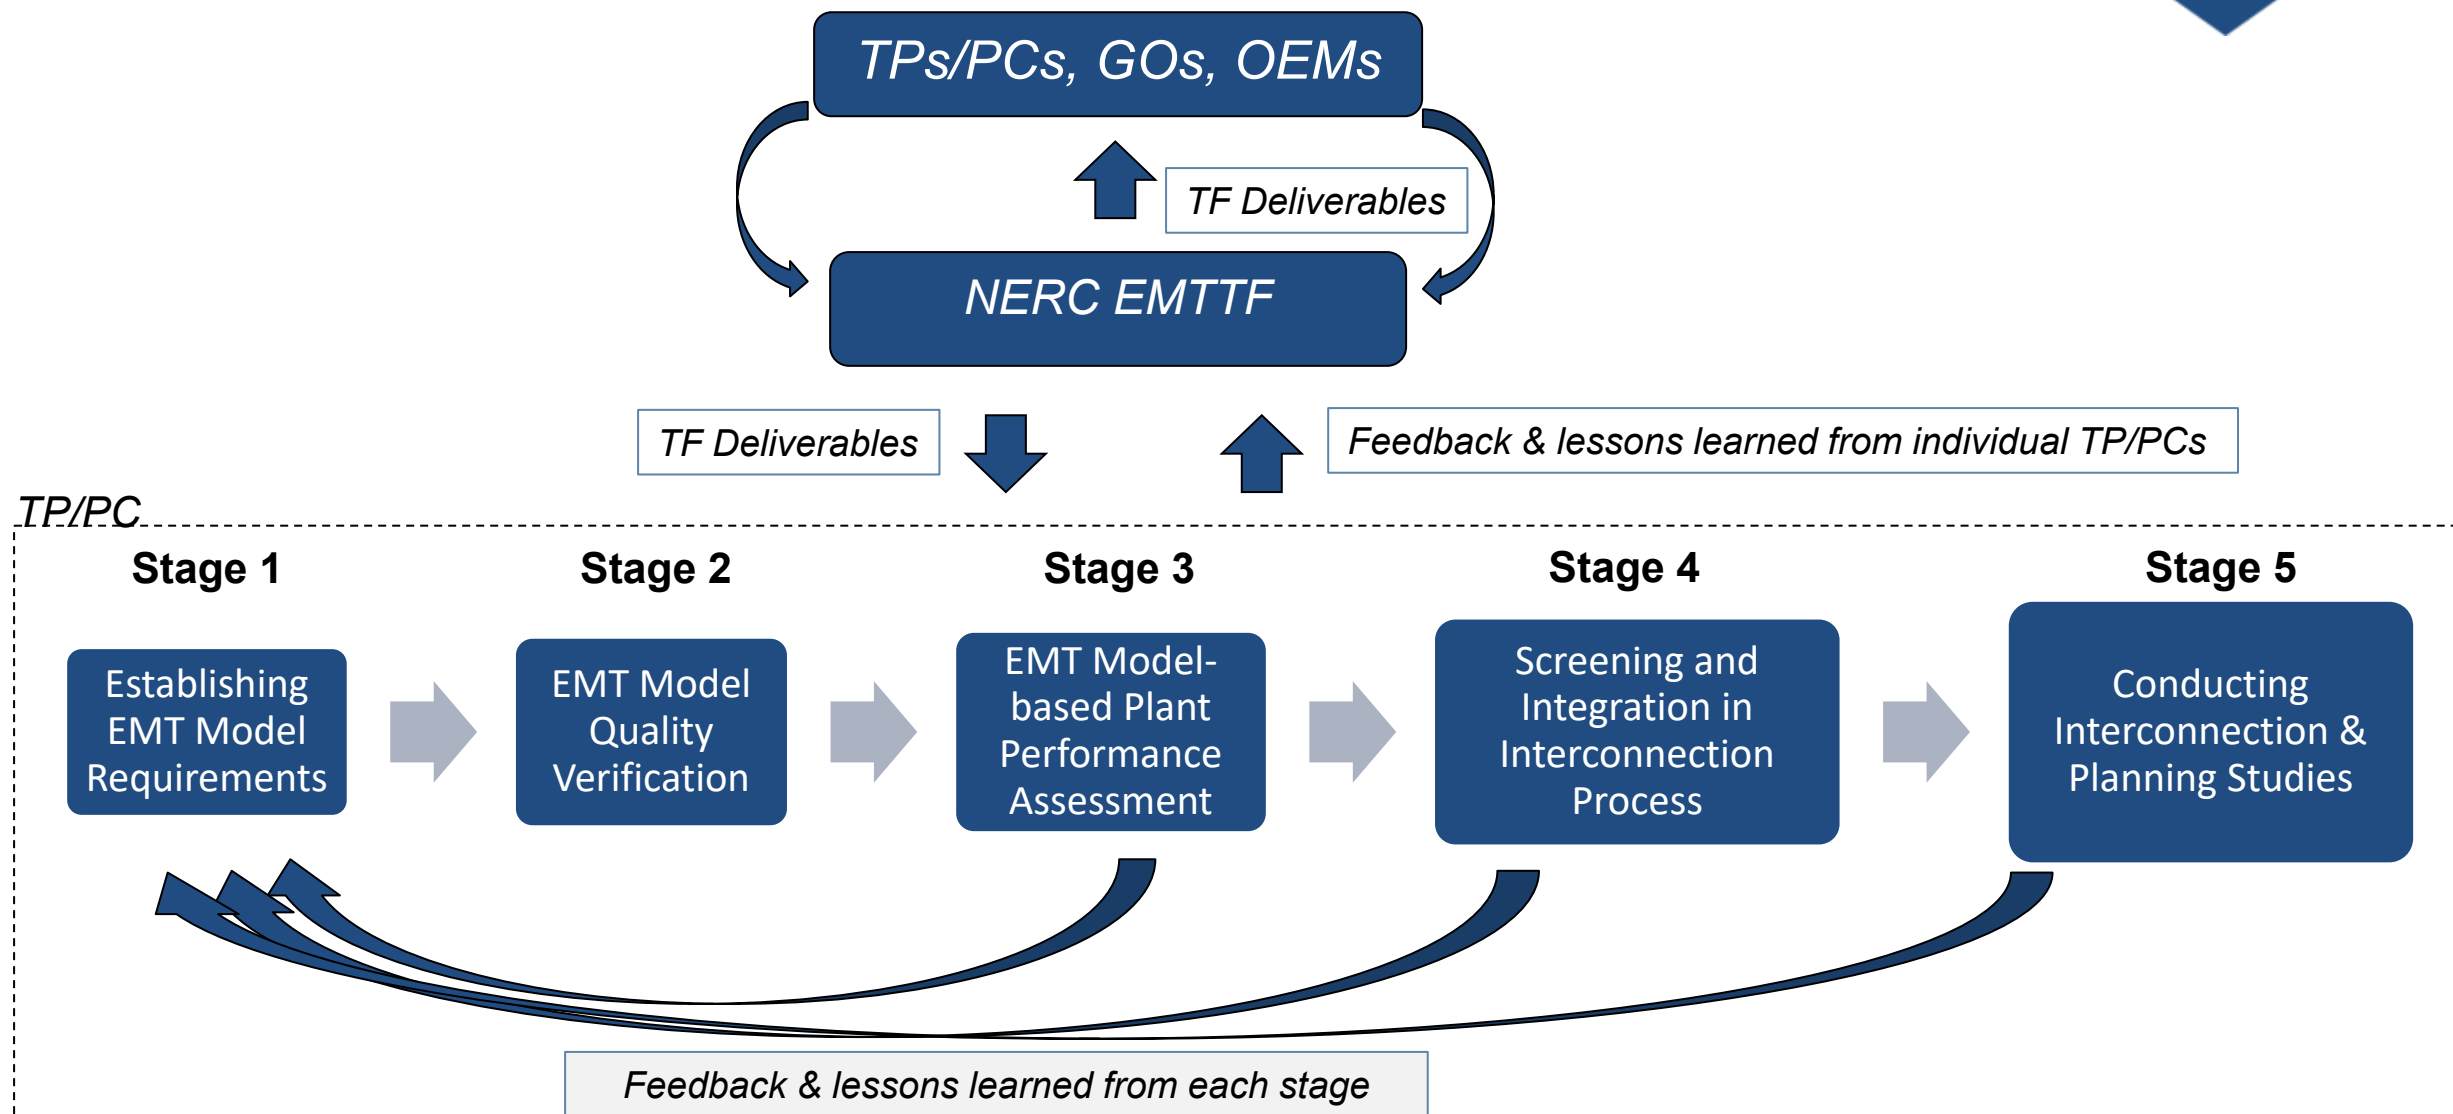 TPs/PCs, GOs, OEMs
TF Deliverables
NERC EMTTF
TF Deliverables
Feedback & lessons learned from individual TP/PCs
TP/PC
Stage 1
Stage 2
Stage 3
Stage 4
Stage 5
Establishing
EMT Model
Requirements
EMT Model
Quality
Verification
EMT Model-
based Plant
Performance
Assessment
Screening and
Integration in
Interconnection
Process
Conducting
Interconnection &
Planning Studies
Feedback & lessons learned from each stage